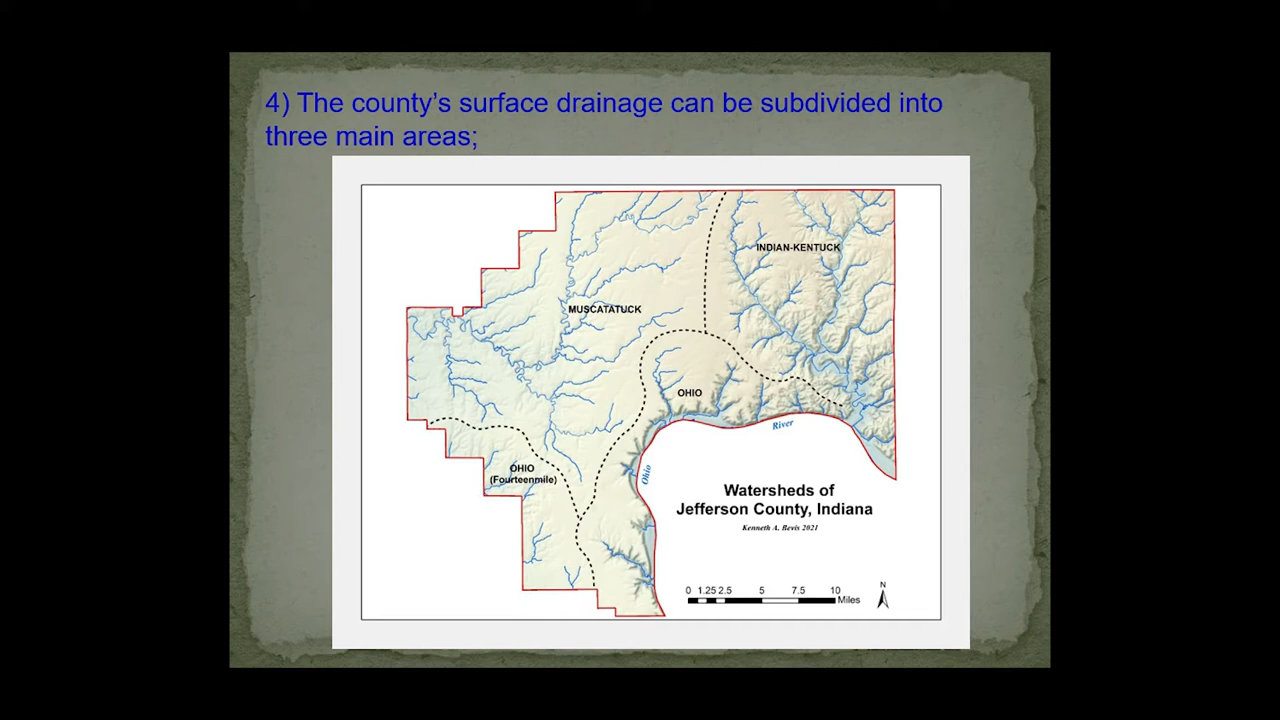 4) The county’s surface drainage can be subdivided into
three main areas;
INDIAN-KENTUCK
MUSCATATUCK
OHIO
River
OHIO
(Fourteenmile)
Ohio
Watersheds of
Jefferson County, Indiana
Kenneth A. Bevis 2021
0 1.25 2.5 5 7.5 10
Miles
N